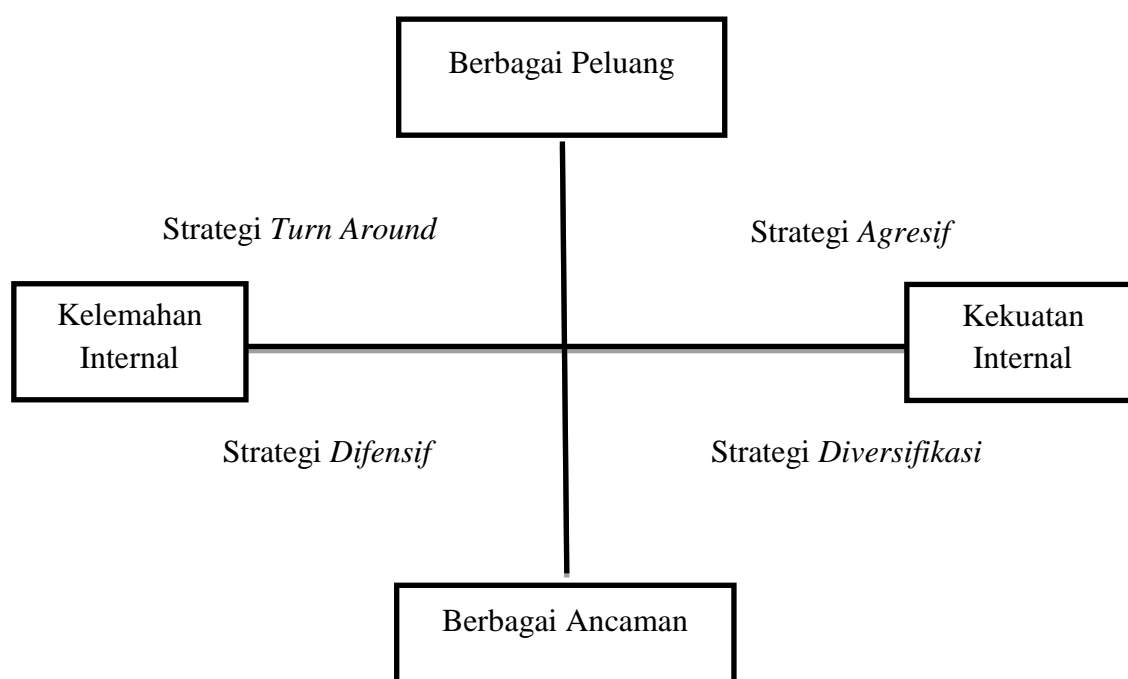 Berbagai Peluang
Strategi Turn Around
Strategi Agresif
Kelemahan
Internal
Kekuatan
Internal
Strategi Difensif
Strategi Diversifikasi
Berbagai Ancaman